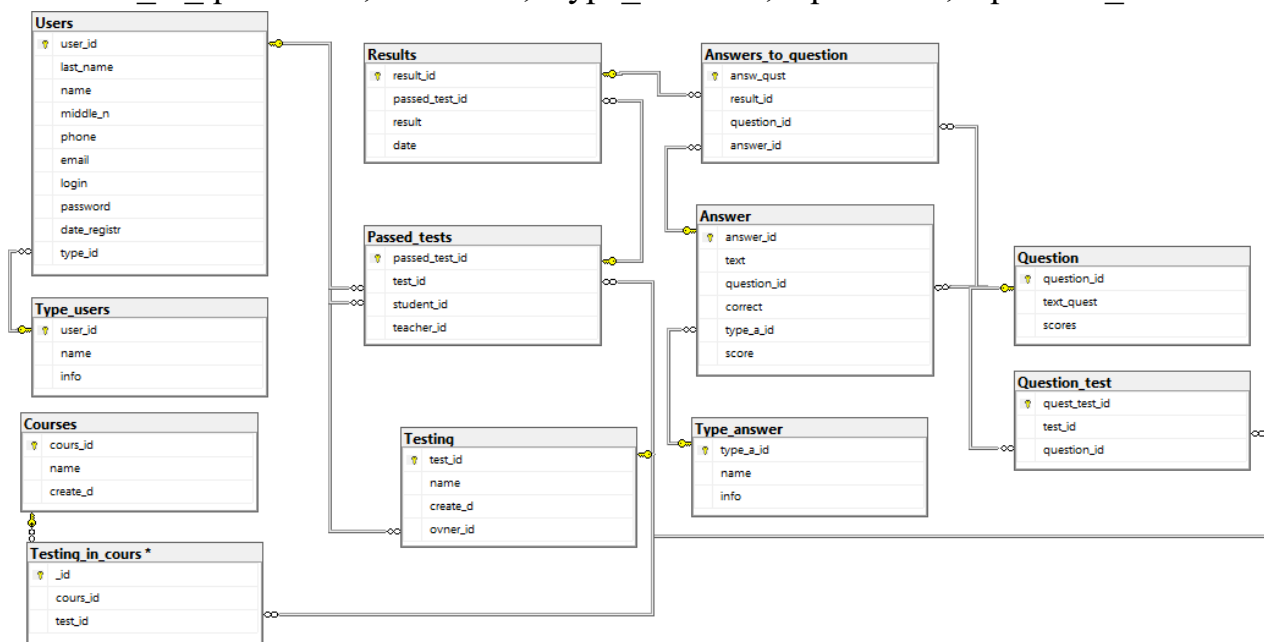 Users
user_id
last_name
name
middle_n
phone
email
login
password
date_registr
type_id
Type_users
user_id
name
info
Courses
cours_id
name
create_d
Testing_in_cours *
_id
cours_id
test_id
Results
result_id
passed_test_id
result
date
Passed_tests
passed_test_id
test_id
student_id
teacher_id
Testing
test_id
name
create_d
ovner_id
Answers_to_question
answ_qust
result_id
question_id
answer_id
Answer
answer_id
text
question_id
correct
type_a_id
score
Type_answer
type_a_id
name
info
Question
question_id
text_quest
scores
Question_test
quest_test_id
test_id
question_id